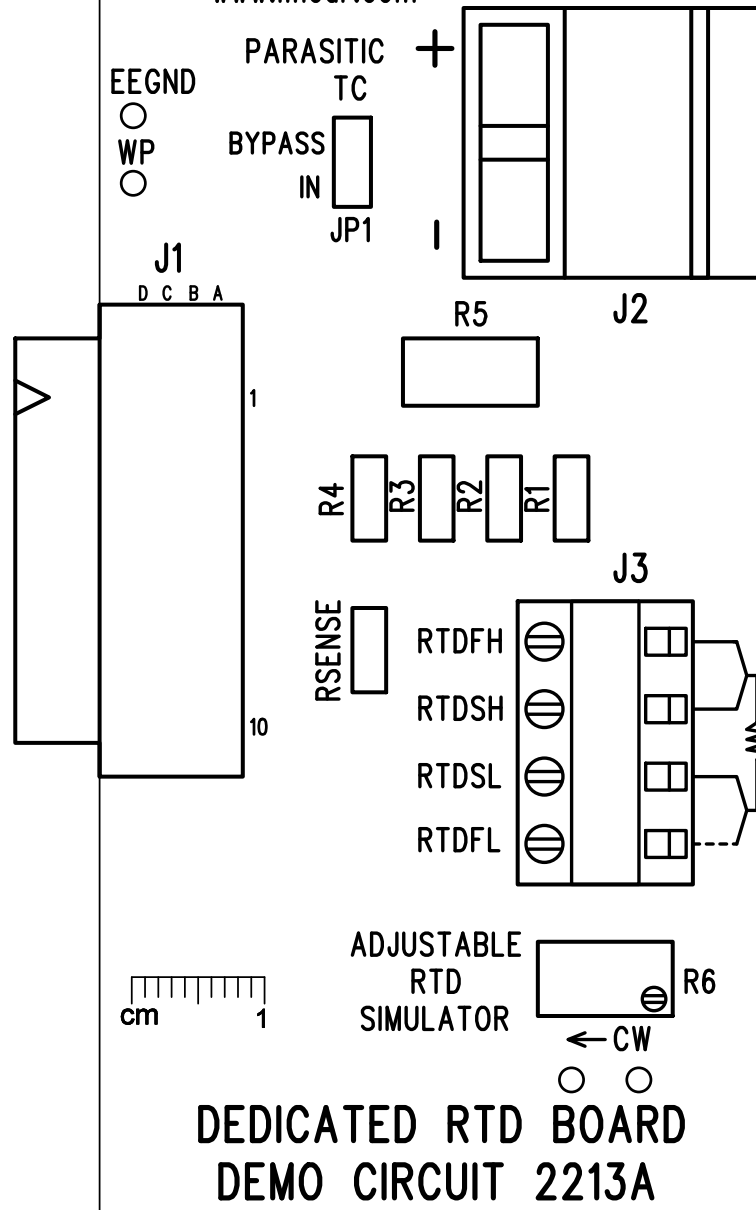 PARASITIC
TC
+
EEGND
WP
BYPASS
IN
JP1
-
J1
D C B A
J2
R5
1
R4
R3
R2
R1
J3
RSENSE
RTDFH
RTDSH
10
RTDSL
RTDFL
ADJUSTABLE
RTD
SIMULATOR
R6
cm 1
CW
DEDICATED RTD BOARD
DEMO CIRCUIT 2213A